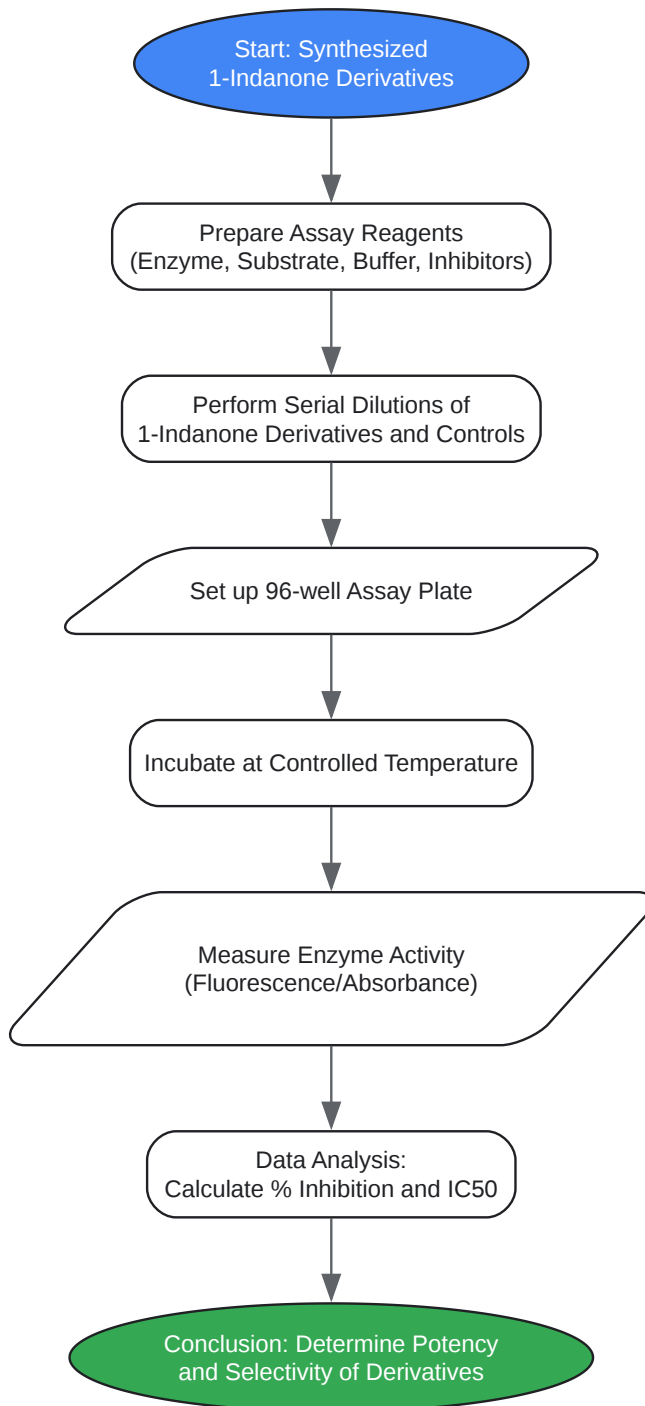 Start: Synthesized
1-Indanone Derivatives
Prepare Assay Reagents
(Enzyme, Substrate, Buffer, Inhibitors)
Perform Serial Dilutions of
1-Indanone Derivatives and Controls
Set up 96-well Assay Plate
Incubate at Controlled Temperature
Measure Enzyme Activity
(Fluorescence/Absorbance)
Data Analysis:
Calculate % Inhibition and IC50
Conclusion: Determine Potency
and Selectivity of Derivatives